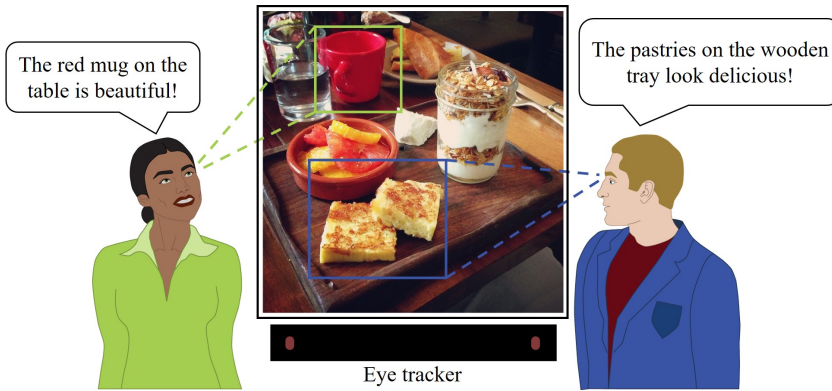 The red mug on the
table is beautiful!
The pastries on the wooden
tray look delicious!
Eye tracker